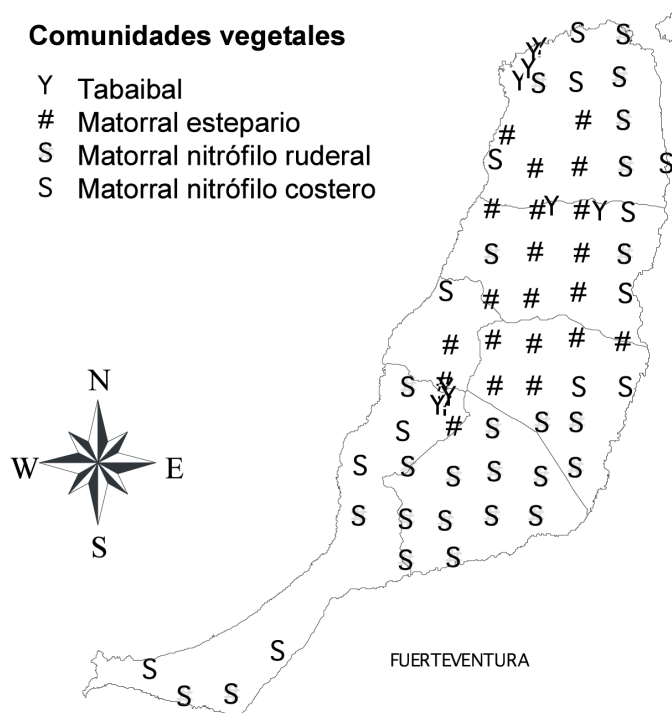 Comunidades vegetales
Y Tabaibal
# Matorral estepario
S Matorral nitrófilo ruderal
S Matorral nitrófilo costero
N
W E
S
FUERTEVENTURA